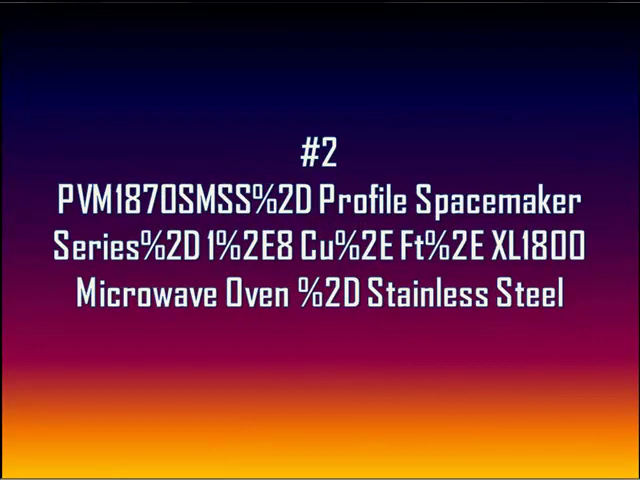 #2
PVM1870SMSS%2D Profile Spacemaker
Series%2D 1%2E8 Cu%2E Ft%2E XL1800
Microwave Oven %2D Stainless Steel